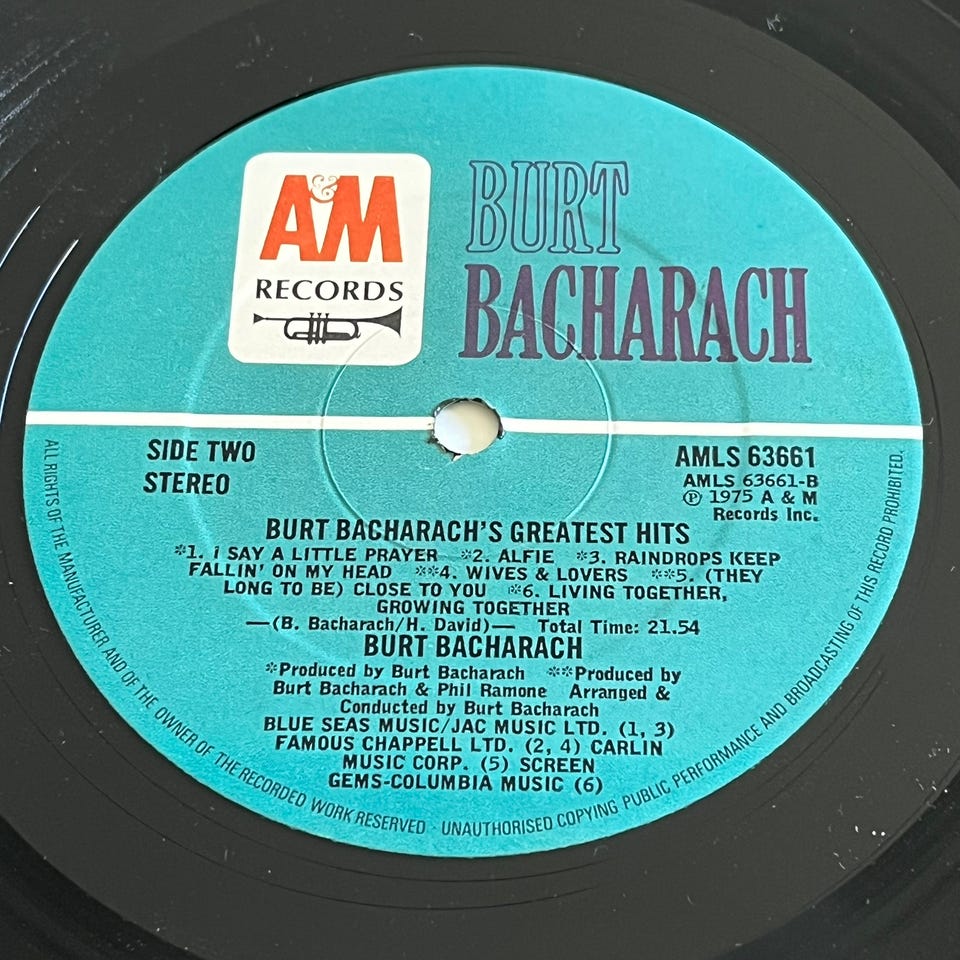 A&M
RECORDS
BURT
BACHARACH
SIDE TWO
STEREO
AMLS 63661
AMLS 63661-B
Ⓟ 1975 A & M
Records Inc.
BURT BACHARACH'S GREATEST HITS
*1. I SAY A LITTLE PRAYER *2. ALFIE *3. RAINDROPS KEEP
FALLIN' ON MY HEAD **4. WIVES & LOVERS **5. (THEY
LONG TO BE) CLOSE TO YOU *6. LIVING TOGETHER,
GROWING TOGETHER
—(B. Bacharach/H. David)— Total Time: 21.54
BURT BACHARACH
*Produced by Burt Bacharach **Produced by
Burt Bacharach & Phil Ramone Arranged &
Conducted by Burt Bacharach
BLUE SEAS MUSIC/JAC MUSIC LTD. (1, 3)
FAMOUS CHAPPELL LTD. (2, 4) CARLIN
MUSIC CORP. (5) SCREEN
GEMS-COLUMBIA MUSIC (6)
ALL RIGHTS OF THE MANUFACTURER AND OF THE OWNER OF THE RECORDED WORK RESERVED · UNAUTHORISED COPYING PUBLIC PERFORMANCE AND BROADCASTING OF THIS RECORD PROHIBITED.